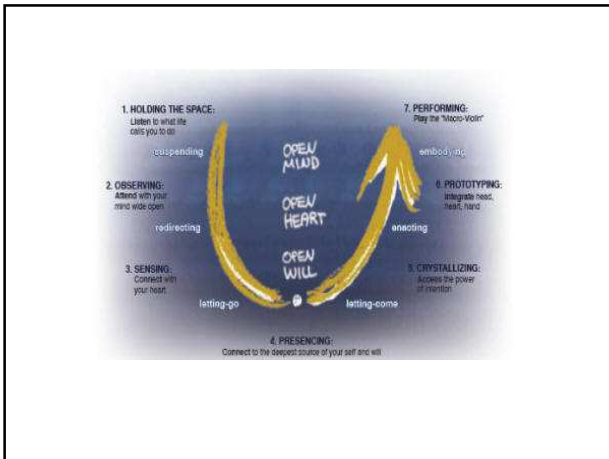 1. HOLDING THE SPACE:
Listen to what life
calls you to do
suspending
2. OBSERVING:
Attend with your
mind wide open
redirecting
3. SENSING:
Connect with
your heart
letting-go
OPEN
MIND
OPEN
HEART
OPEN
WILL
4. PRESENCING:
Connect to the deepest source of your self and will
7. PERFORMING:
Play the "Macro-Violin"
embodying
6. PROTOTYPING:
Integrate head,
heart, hand
enacting
5. CRYSTALLIZING:
Access the power
of intention
letting-come